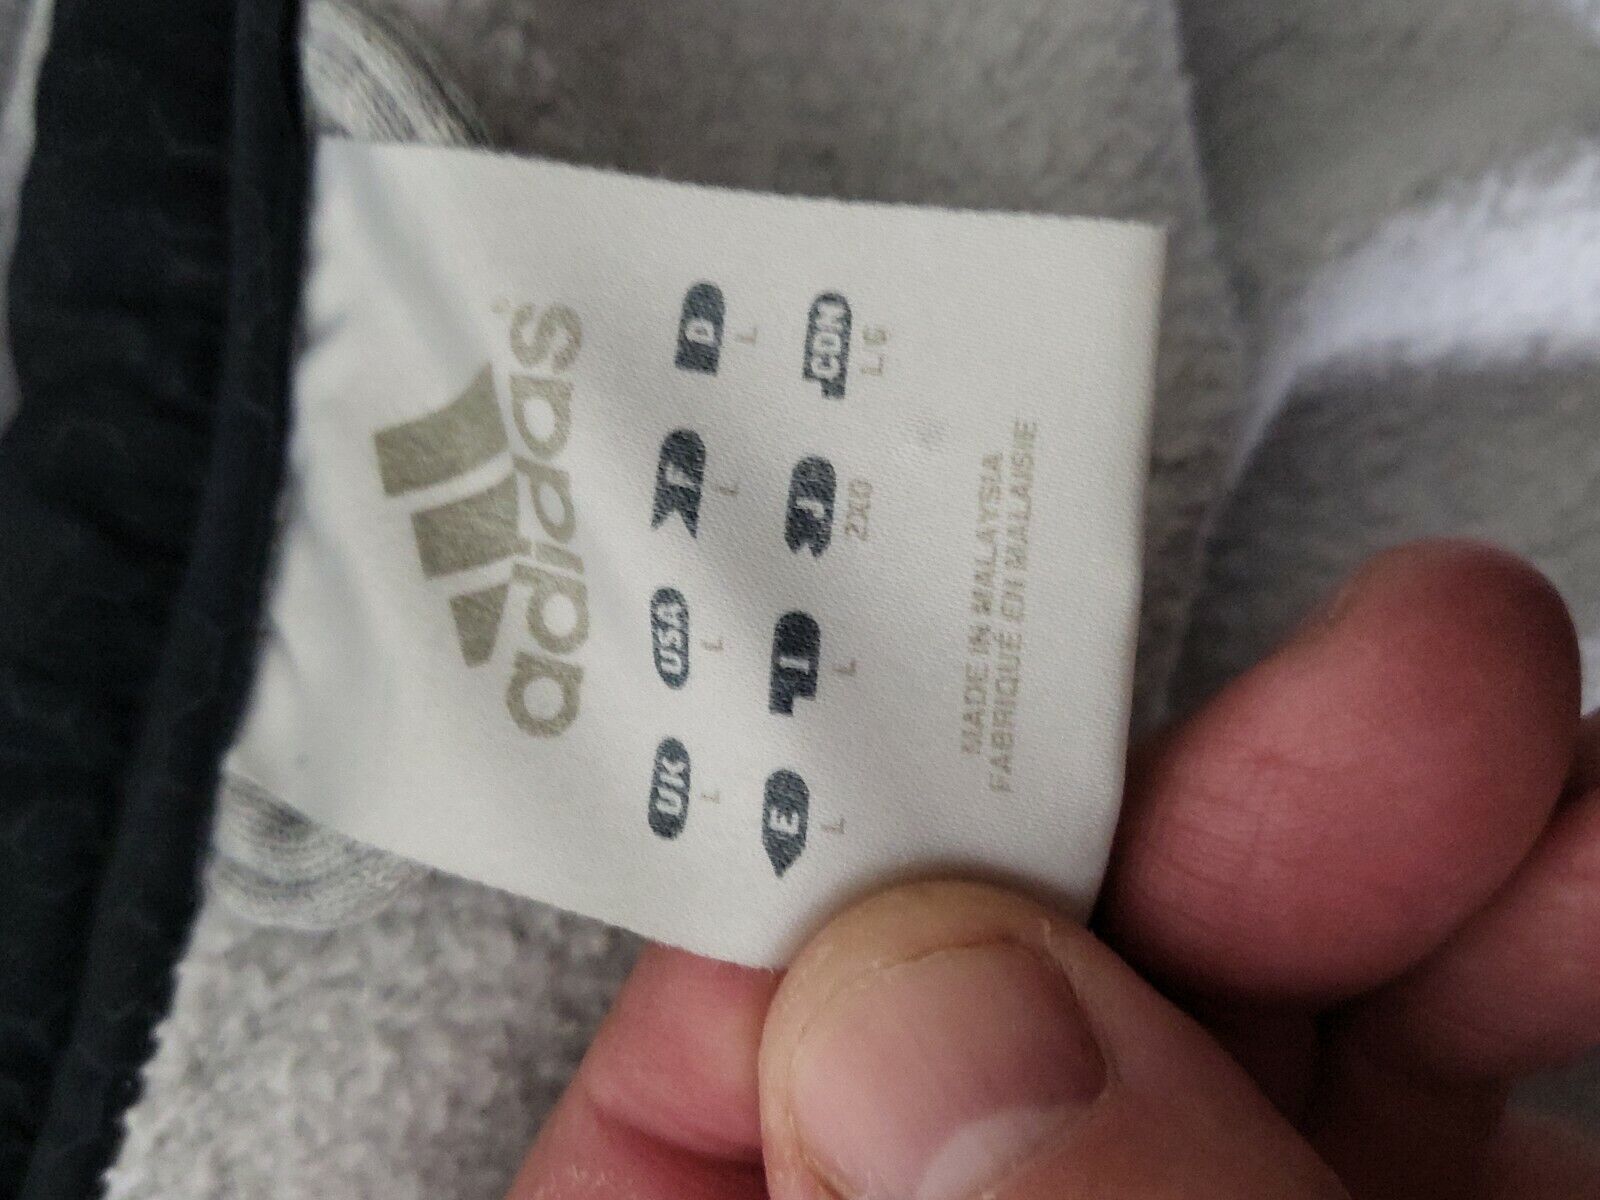 adidas
UK USA F D
L L L L
E I J CDN
L L 2XO L.G
MADE IN MALAYSIA
FABRIQUÉ EN MALAISIE